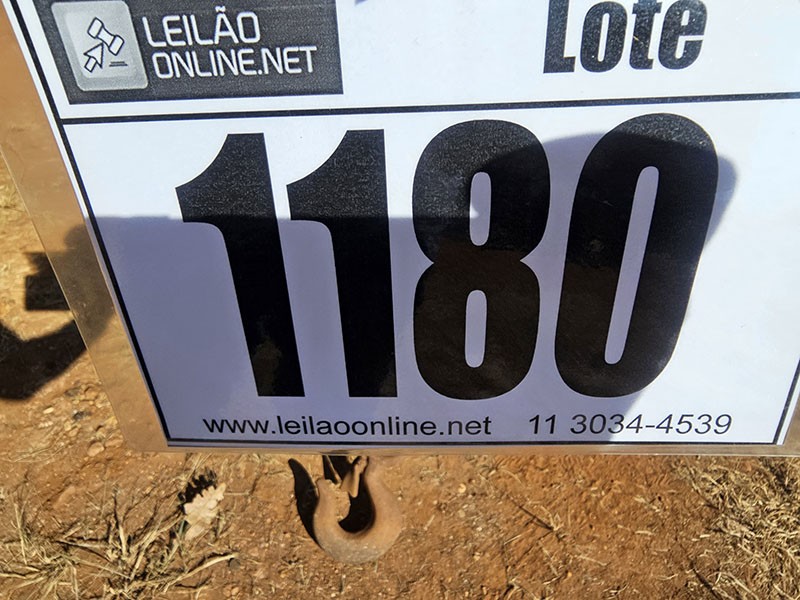 LEILÃO
ONLINE.NET
Lote
1180
www.leilaoonline.net 11 3034-4539